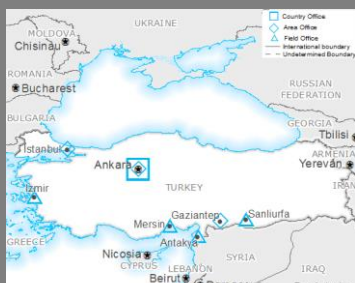 UKRAINE
Country Office
Area Office
Field Office
International boundary
Undetermined Boundary
MOLDOVA
Chisinau
ROMANIA
Bucharest
RUSSIAN
FEDERATION
BULGARIA
GEORGIA
Tbilisi
Istanbul
ARMENIA
Yerevan
Ankara
IRAN
Izmir
TURKEY
Gaziantep
Sanliurfa
Mersin
Antakya
GREECE
Nicosia
SYRIA
CYPRUS
LEBANON
IRAQ
Beirut